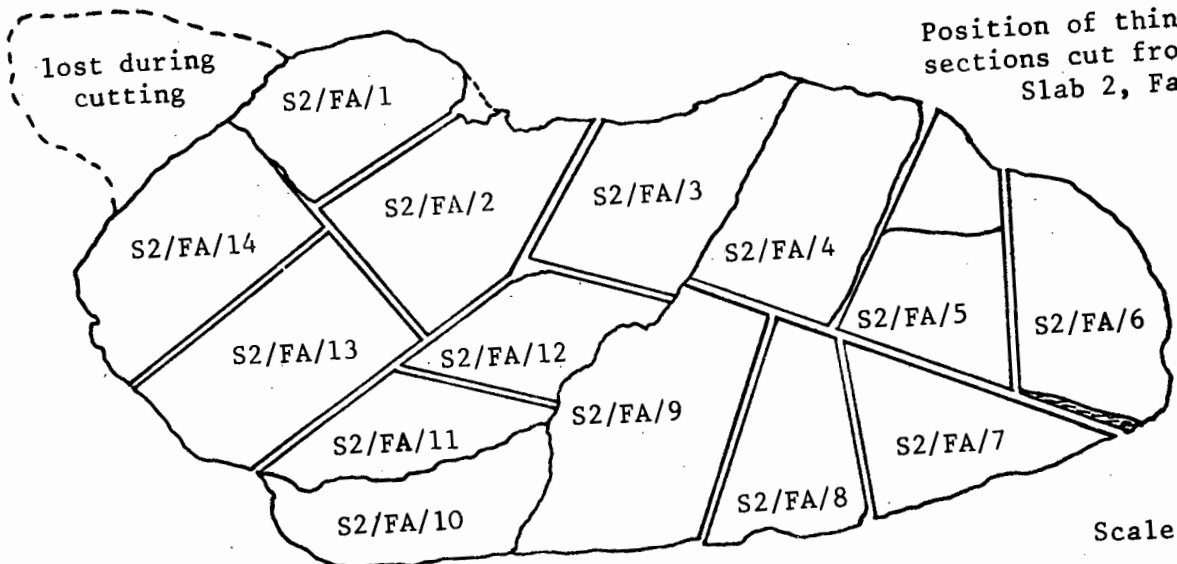 Position of thin
sections cut fro
Slab 2, Fa
lost during
cutting
S2/FA/1
S2/FA/2
S2/FA/3
S2/FA/4
S2/FA/14
S2/FA/5
S2/FA/6
S2/FA/13
S2/FA/12
S2/FA/9
S2/FA/11
S2/FA/7
S2/FA/8
S2/FA/10
Scale